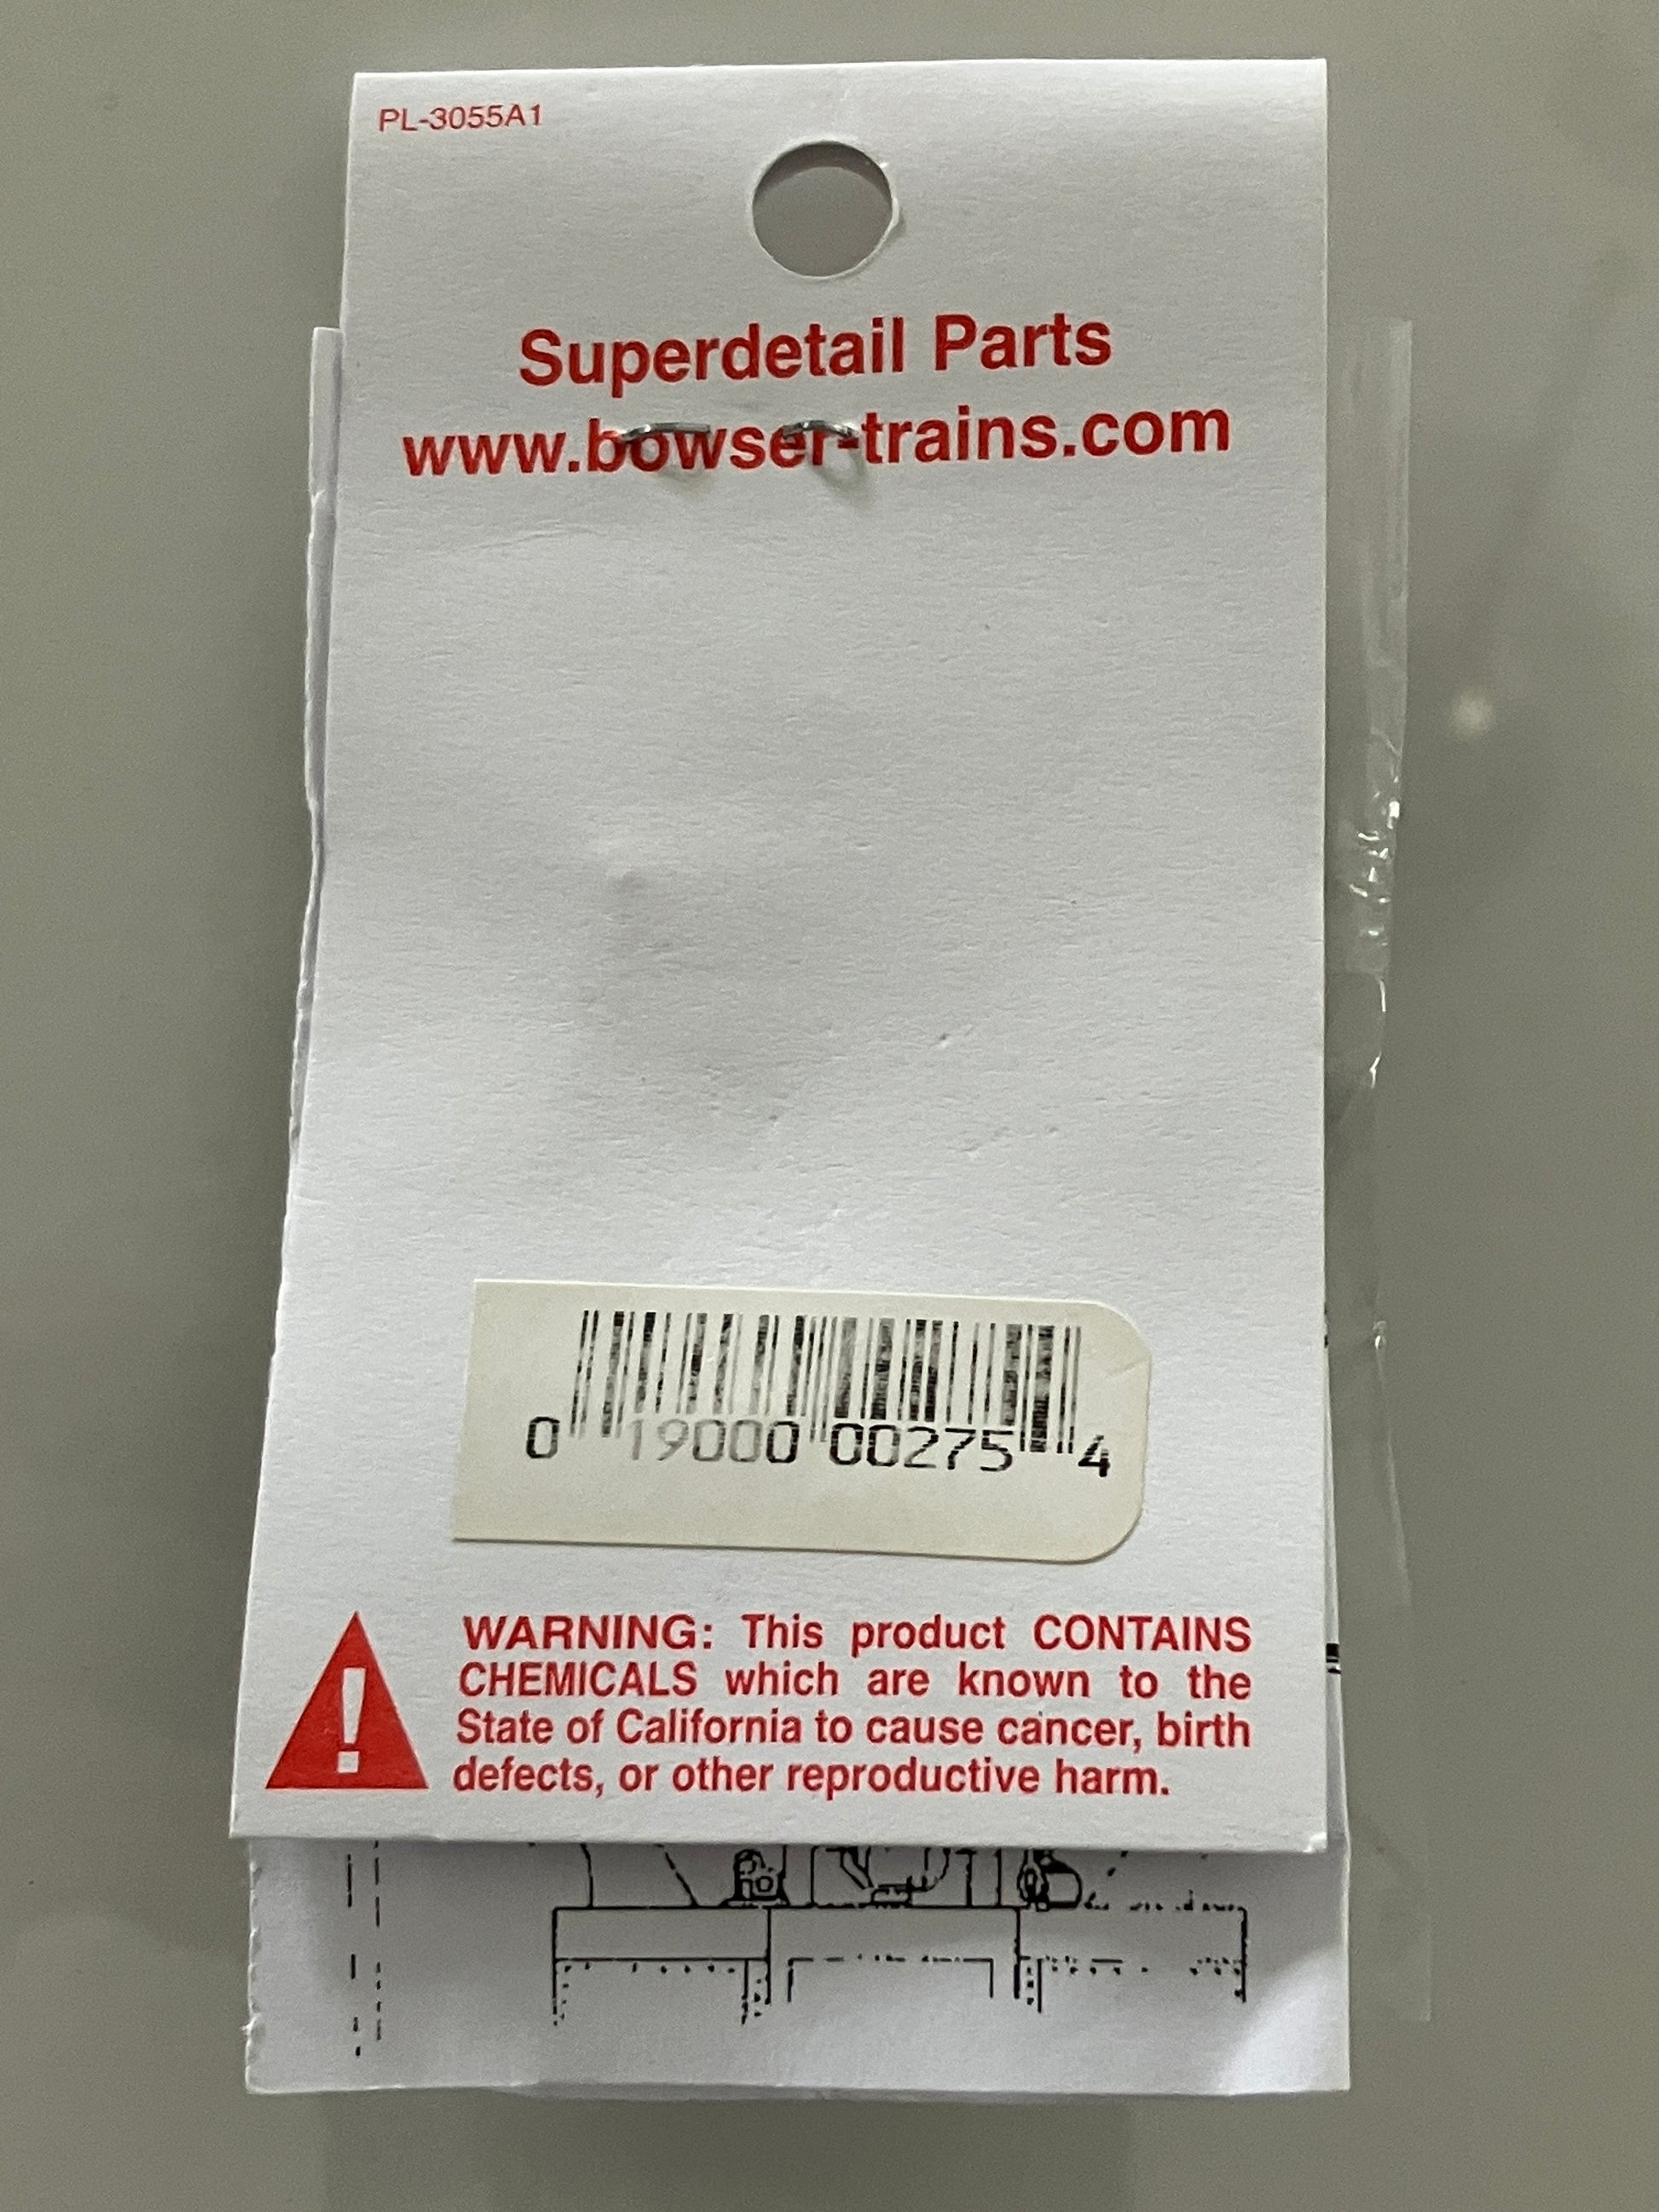 PL-3055A1
Superdetail Parts
www.bowser-trains.com
0 19000 00275 4
WARNING: This product CONTAINS
CHEMICALS which are known to the
State of California to cause cancer, birth
defects, or other reproductive harm.